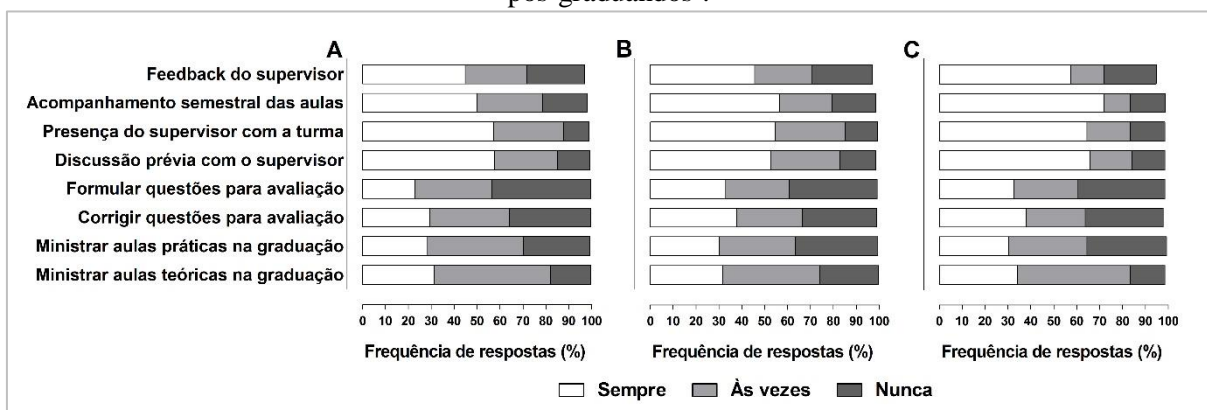 pós-graduandos .
A B C
Feedback do supervisor
Acompanhamento semestral das aulas
Presença do supervisor com a turma
Discussão prévia com o supervisor
Formular questões para avaliação
Corrigir questões para avaliação
Ministrar aulas práticas na graduação
Ministrar aulas teóricas na graduação
0 10 20 30 40 50 60 70 80 90 100 0 10 20 30 40 50 60 70 80 90 100 0 10 20 30 40 50 60 70 80 90 100
Frequência de respostas (%) Frequência de respostas (%) Frequência de respostas (%)
Sempre Às vezes Nunca